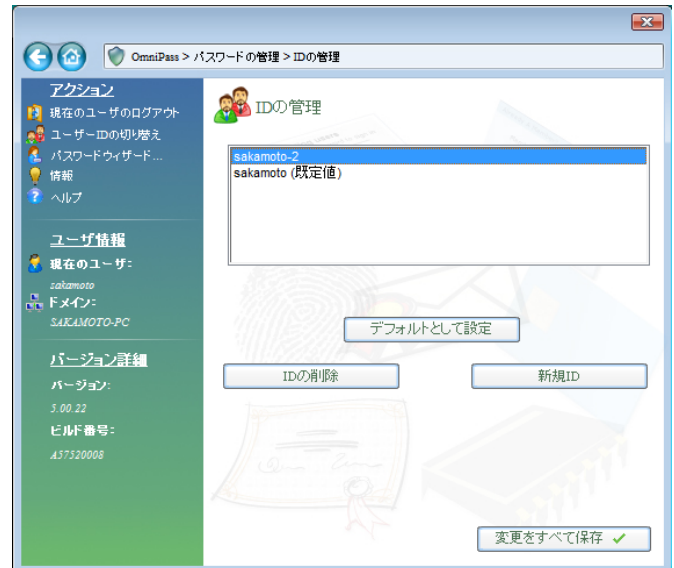 OmniPass > パスワードの管理 > IDの管理
アクション
現在のユーザのログアウト
ユーザーIDの切り替え
パスワードウィザード...
情報
ヘルプ
ユーザ情報
現在のユーザ:
sakamoto
ドメイン:
SAKAMOTO-PC
バージョン詳細
バージョン:
5.00.22
ビルド番号:
A57520008
IDの管理
sakamoto-2
sakamoto (既定値)
デフォルトとして設定
IDの削除
新規ID
変更をすべて保存